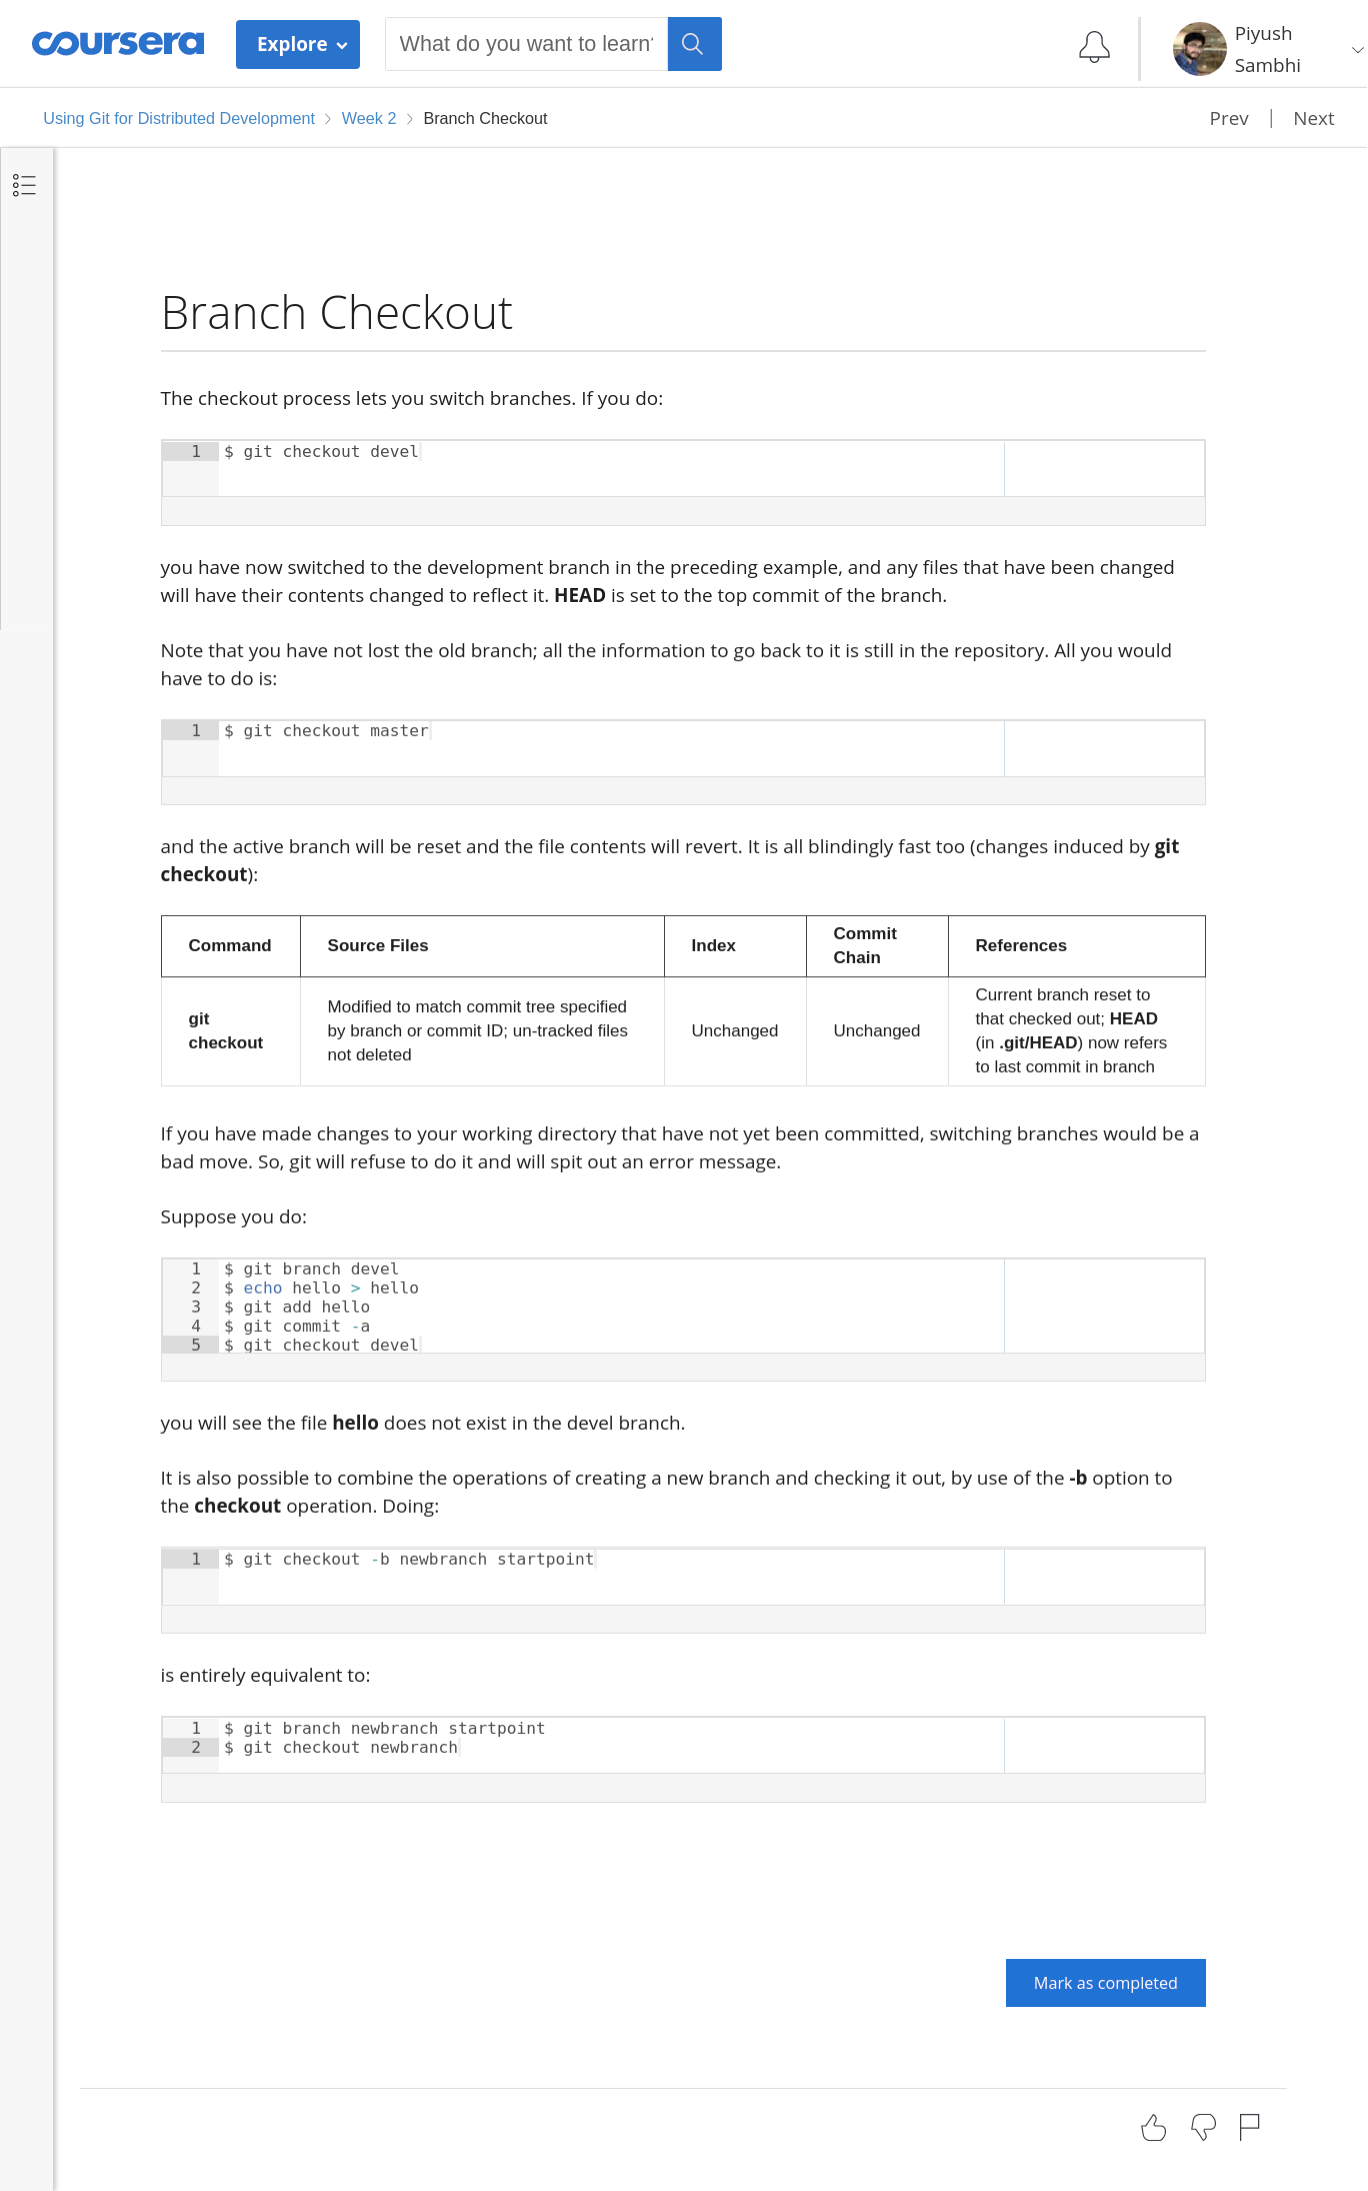 coursera
Explore
What do you want to learn?
Piyush
Sambhi
Using Git for Distributed Development
Week 2
Branch Checkout
Prev
Next
Branch Checkout
The checkout process lets you switch branches. If you do:
1 $ git checkout devel
you have now switched to the development branch in the preceding example, and any files that have been changed
will have their contents changed to reflect it. HEAD is set to the top commit of the branch.
Note that you have not lost the old branch; all the information to go back to it is still in the repository. All you would
have to do is:
1 $ git checkout master
and the active branch will be reset and the file contents will revert. It is all blindingly fast too (changes induced by git
checkout):
Command
Source Files
Index
Commit
Chain
References
git
checkout
Modified to match commit tree specified
by branch or commit ID; un-tracked files
not deleted
Unchanged
Unchanged
Current branch reset to
that checked out; HEAD
(in .git/HEAD) now refers
to last commit in branch
If you have made changes to your working directory that have not yet been committed, switching branches would be a
bad move. So, git will refuse to do it and will spit out an error message.
Suppose you do:
1 $ git branch devel
2 $ echo hello > hello
3 $ git add hello
4 $ git commit -a
5 $ git checkout devel
you will see the file hello does not exist in the devel branch.
It is also possible to combine the operations of creating a new branch and checking it out, by use of the -b option to
the checkout operation. Doing:
1 $ git checkout -b newbranch startpoint
is entirely equivalent to:
1 $ git branch newbranch startpoint
2 $ git checkout newbranch
Mark as completed